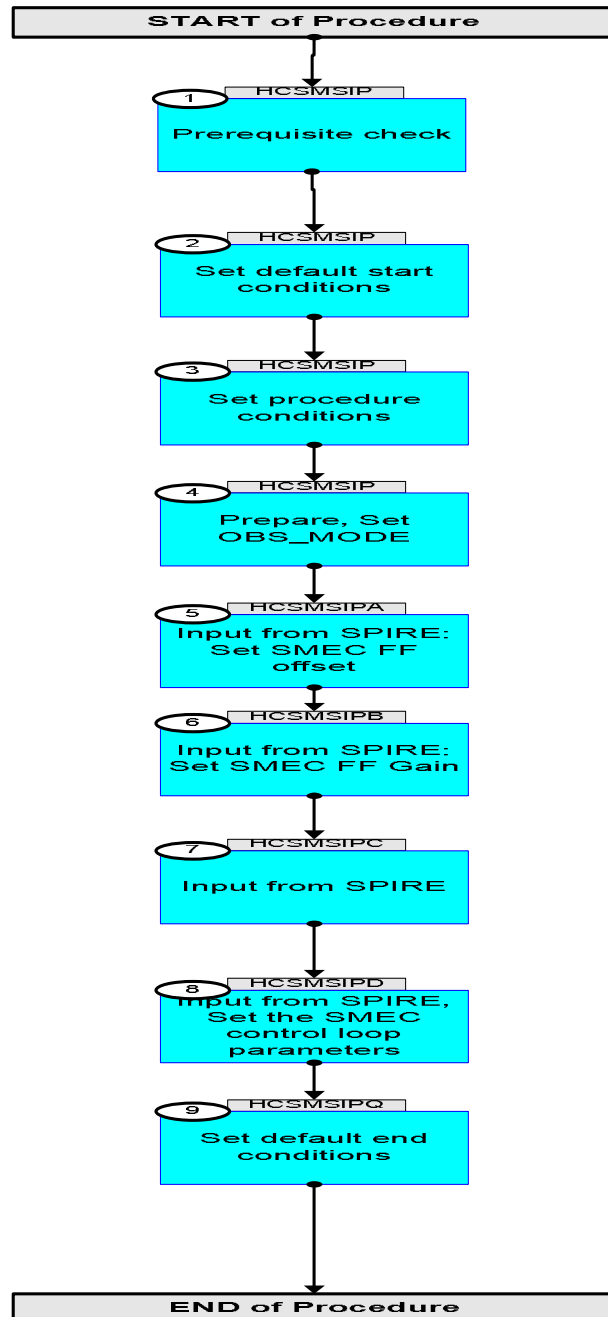 START of Procedure
HCSMSIP
1
Prerequisite check
HCSMSIP
2
Set default start
conditions
HCSMSIP
3
Set procedure
conditions
HCSMSIP
4
Prepare, Set
OBS_MODE
HCSMSIPA
5
Input from SPIRE:
Set SMEC FF
offset
HCSMSIPB
6
Input from SPIRE:
Set SMEC FF Gain
HCSMSIPC
7
Input from SPIRE
HCSMSIPD
8
Input from SPIRE,
Set the SMEC
control loop
parameters
HCSMSIPQ
9
Set default end
conditions
END of Procedure